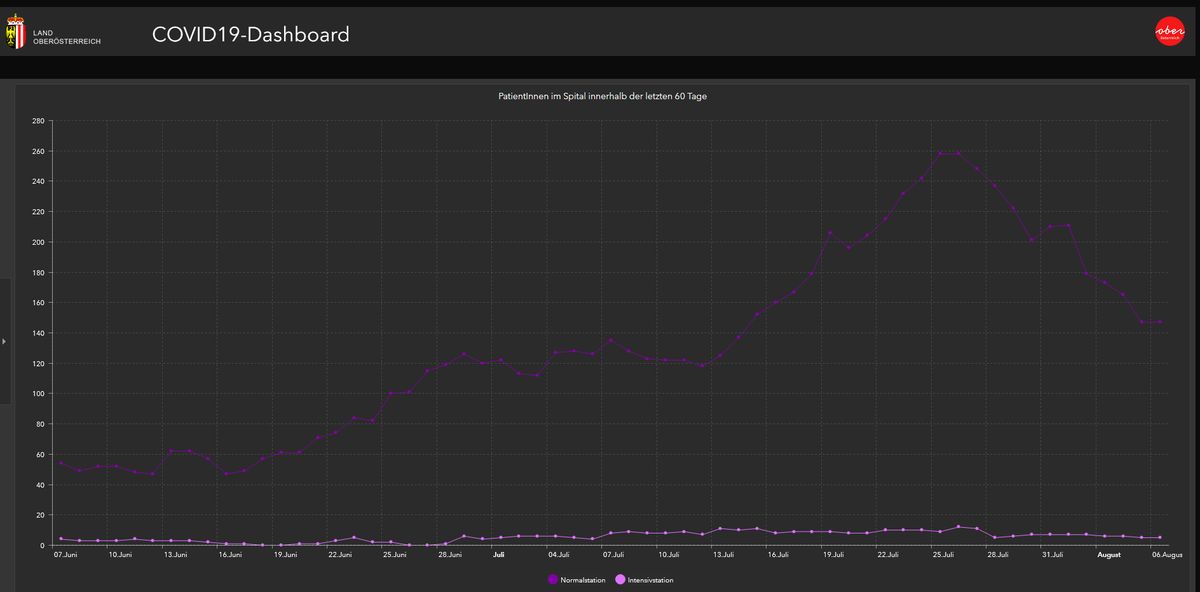 LAND
OBERÖSTERREICH
COVID19-Dashboard
ober
österreich
PatientInnen im Spital innerhalb der letzten 60 Tage
280
260
240
220
200
180
160
140
120
100
80
60
40
20
0
07.Juni 10.Juni 13.Juni 16.Juni 19.Juni 22.Juni 25.Juni 28.Juni Juli 04.Juli 07.Juli 10.Juli 13.Juli 16.Juli 19.Juli 22.Juli 25.Juli 28.Juli 31.Juli August 06.Augus
Normalstation Intensivstation